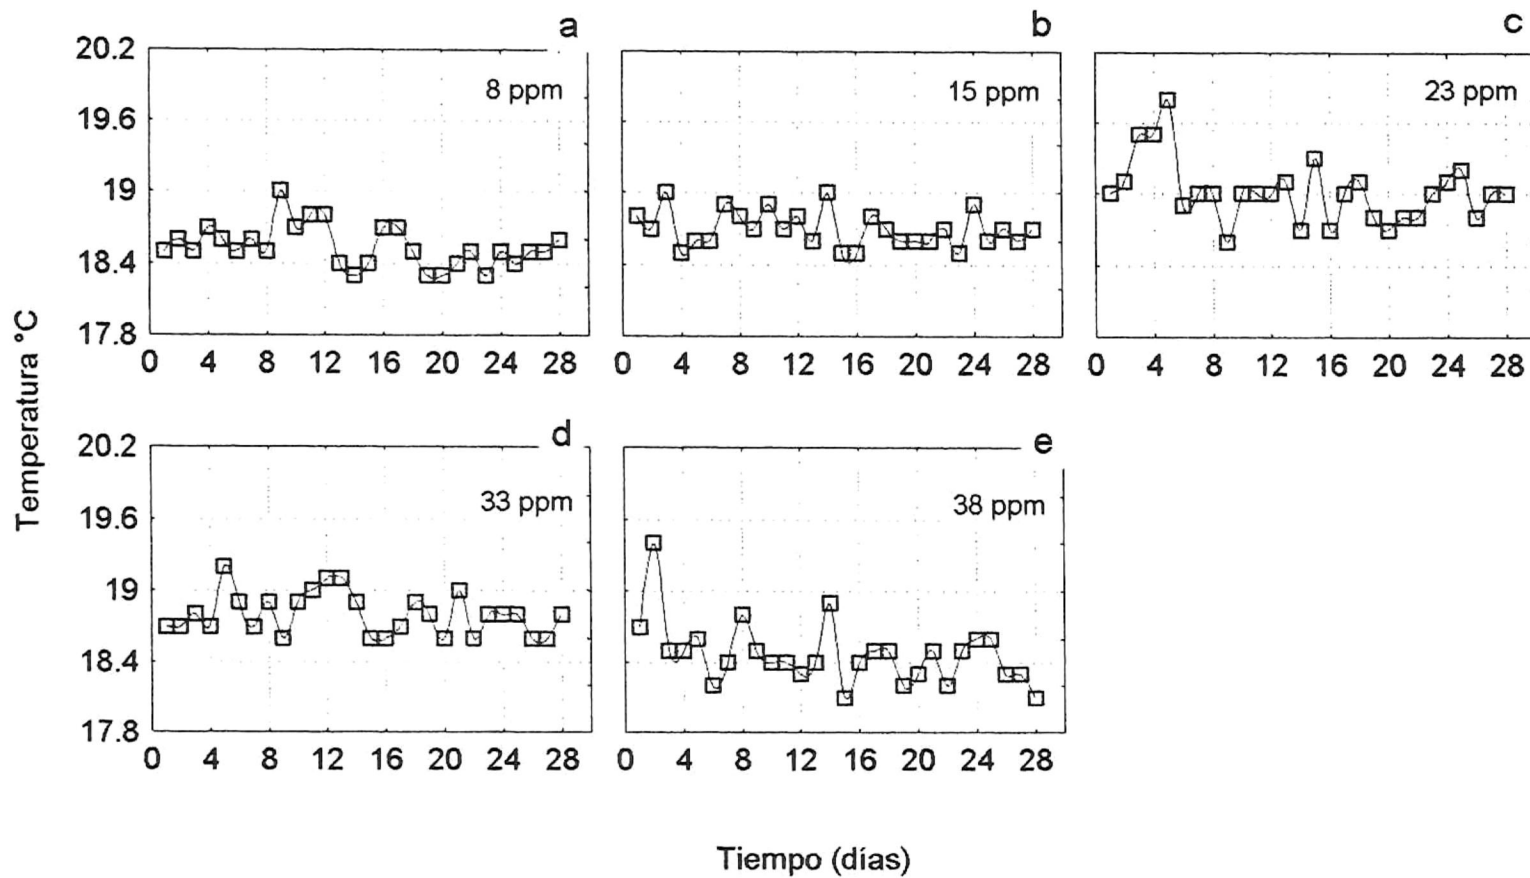 a
20.2
8 ppm
19.6
19
18.4
17.8
0 4 8 12 16 20 24 28
b
15 ppm
0 4 8 12 16 20 24 28
c
23 ppm
0 4 8 12 16 20 24 28
Temperatura °C
d
20.2
33 ppm
19.6
19
18.4
17.8
0 4 8 12 16 20 24 28
e
38 ppm
0 4 8 12 16 20 24 28
Tiempo (días)